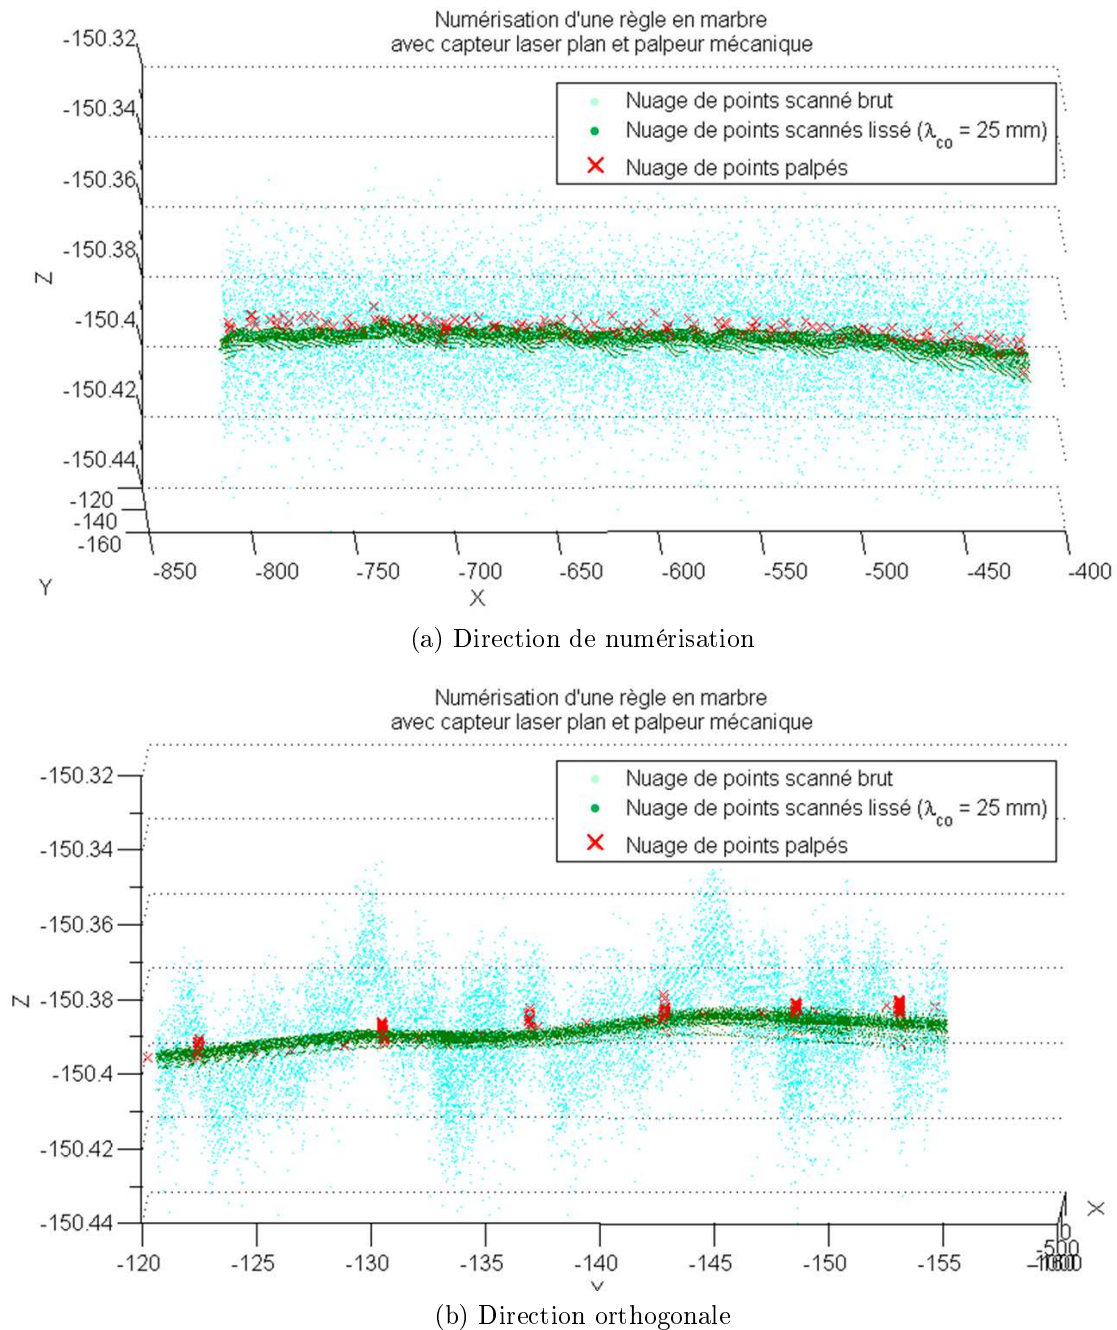 Numérisation d'une règle en marbre
avec capteur laser plan et palpeur mécanique
Nuage de points scanné brut
Nuage de points scannés lissé (λco = 25 mm)
Nuage de points palpés
-150.32
-150.34
-150.36
-150.38
-150.4
-150.42
-150.44
Z
-120
-140
-160
Y
-850
-800
-750
-700
-650
-600
-550
-500
-450
-400
X
(a) Direction de numérisation
Numérisation d'une règle en marbre
avec capteur laser plan et palpeur mécanique
Nuage de points scanné brut
Nuage de points scannés lissé (λco = 25 mm)
Nuage de points palpés
-150.32
-150.34
-150.36
-150.38
-150.4
-150.42
-150.44
Z
-120
-125
-130
-135
-140
-145
-150
-155
X
0
-500
(b) Direction orthogonale